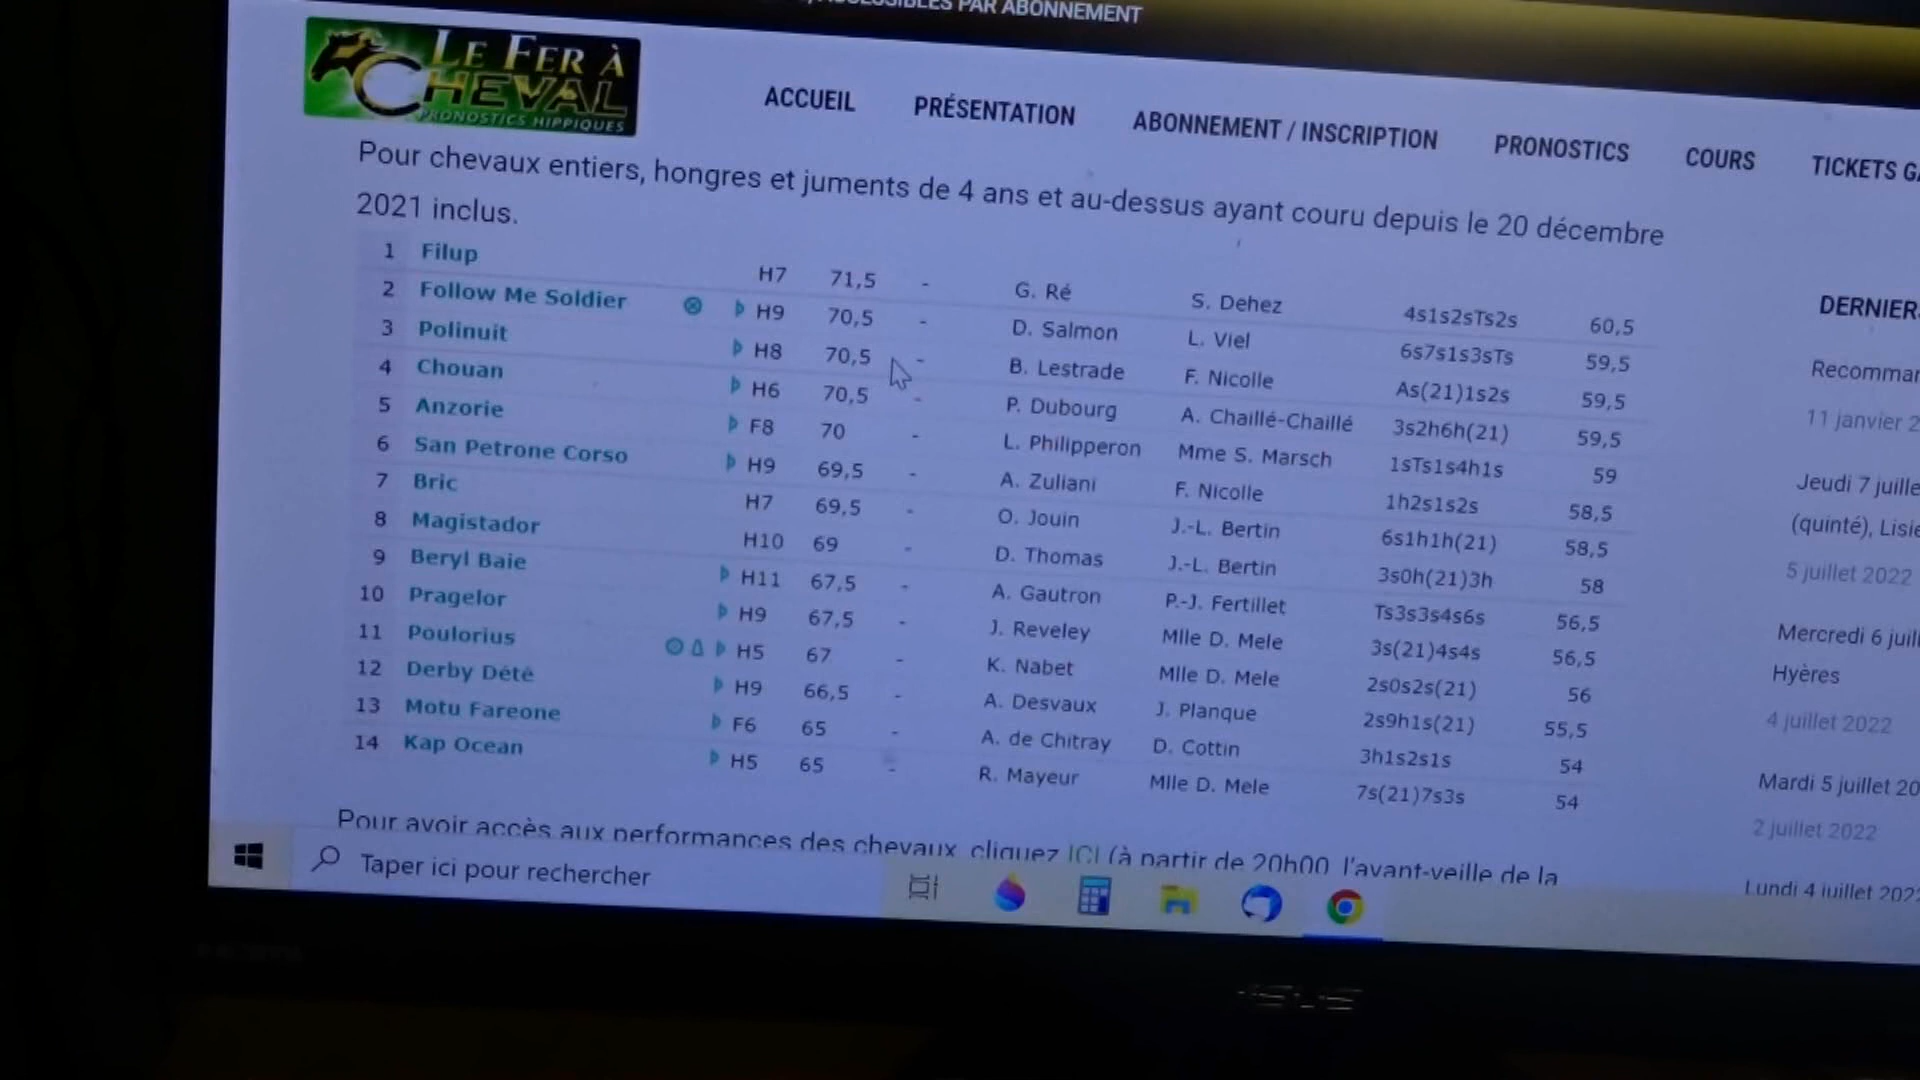 ACCESSIBLES PAR ABONNEMENT
LE FER À
CHEVAL
PRONOSTICS HIPPIQUES
ACCUEIL PRÉSENTATION ABONNEMENT / INSCRIPTION PRONOSTICS COURS TICKETS
Pour chevaux entiers, hongres et juments de 4 ans et au-dessus ayant couru depuis le 20 décembre
2021 inclus.
1 Filup H7 71,5 - G. Ré S. Dehez 4s1s2sTs2s 60,5
2 Follow Me Soldier H9 70,5 - D. Salmon L. Viel 6s7s1s3sTs 59,5
3 Polinuit H8 70,5 - B. Lestrade F. Nicolle As(21)1s2s 59,5
4 Chouan H6 70,5 - P. Dubourg A. Chaillé-Chaillé 3s2h6h(21) 59,5
5 Anzorie F8 70 - L. Philipperon Mme S. Marsch 1sTs1s4h1s 59
6 San Petrone Corso H9 69,5 - A. Zuliani F. Nicolle 1h2s1s2s 58,5
7 Bric H7 69,5 - O. Jouin J.-L. Bertin 6s1h1h(21) 58,5
8 Magistador H10 69 - D. Thomas J.-L. Bertin 3s0h(21)3h 58
9 Beryl Baie H11 67,5 - A. Gautron P.-J. Fertillet Ts3s3s4s6s 56,5
10 Pragelor H9 67,5 - J. Reveley Mlle D. Mele 3s(21)4s4s 56,5
11 Poulorius H5 67 - K. Nabet Mlle D. Mele 2s0s2s(21) 56
12 Derby Dété H9 66,5 - A. Desvaux J. Planque 2s9h1s(21) 55,5
13 Motu Fareone F6 65 - A. de Chitray D. Cottin 3h1s2s1s 54
14 Kap Ocean H5 65 - R. Mayeur Mlle D. Mele 7s(21)7s3s 54
Pour avoir accès aux performances des chevaux, cliquez ICI (à partir de 20h00, l'avant-veille de la
DERNIER
Recomman
11 janvier 2
Jeudi 7 juille
(quinté), Lisie
5 juillet 2022
Mercredi 6 juil
Hyères
4 juillet 2022
Mardi 5 juillet 20
2 juillet 2022
Lundi 4 juillet 202
Taper ici pour rechercher
ASUS